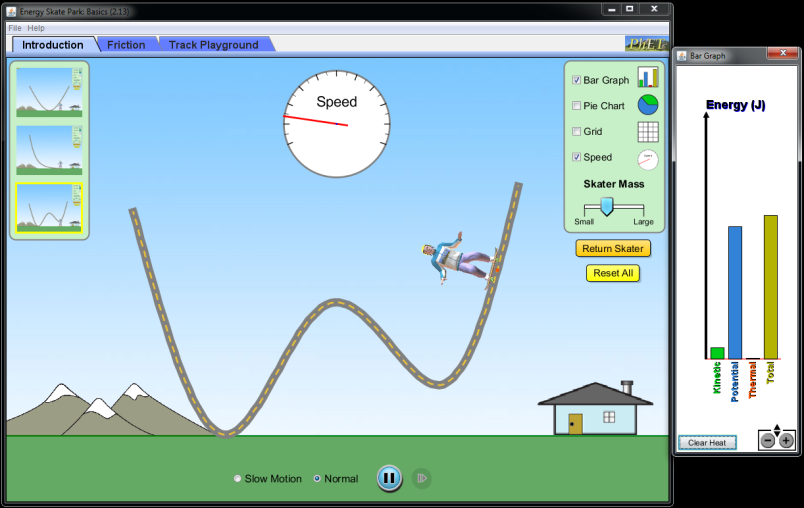 Energy Skate Park: Basics (2.13)
File Help
Introduction
Friction
Track Playground
PhET
Speed
Bar Graph
Pie Chart
Grid
Speed
Skater Mass
Small
Large
Return Skater
Reset All
Slow Motion
Normal
Bar Graph
Energy (J)
Kinetic
Potential
Thermal
Total
Clear Heat